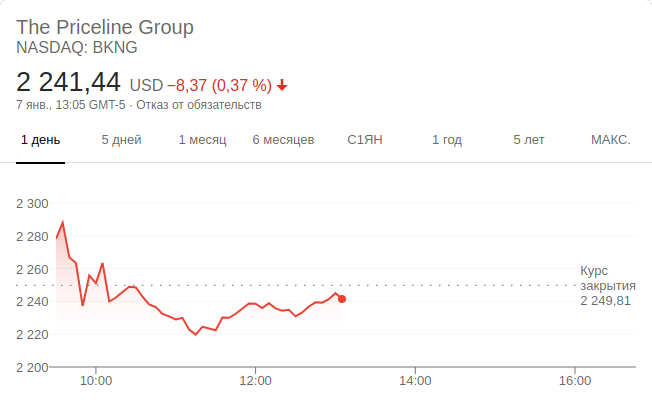 The Priceline Group
NASDAQ: BKNG
2 241,44 USD −8,37 (0,37 %)
7 янв., 13:05 GMT-5 · Отказ от обязательств
1 день 5 дней 1 месяц 6 месяцев С1ЯН 1 год 5 лет МАКС.
2 300
2 280
2 260
2 240
2 220
2 200
Курс
закрытия
2 249,81
10:00 12:00 14:00 16:00